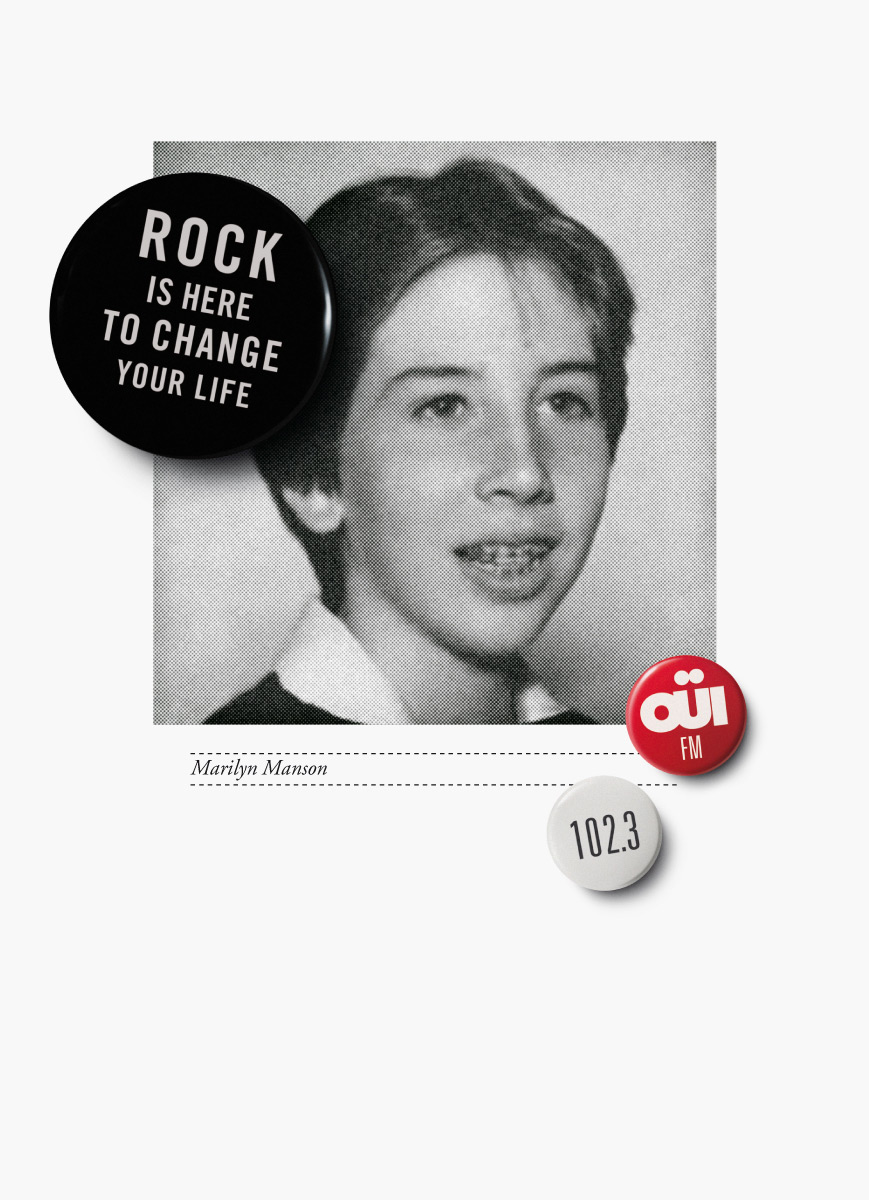 ROCK
IS HERE
TO CHANGE
YOUR LIFE
OÜI
FM
Marilyn Manson
102.3